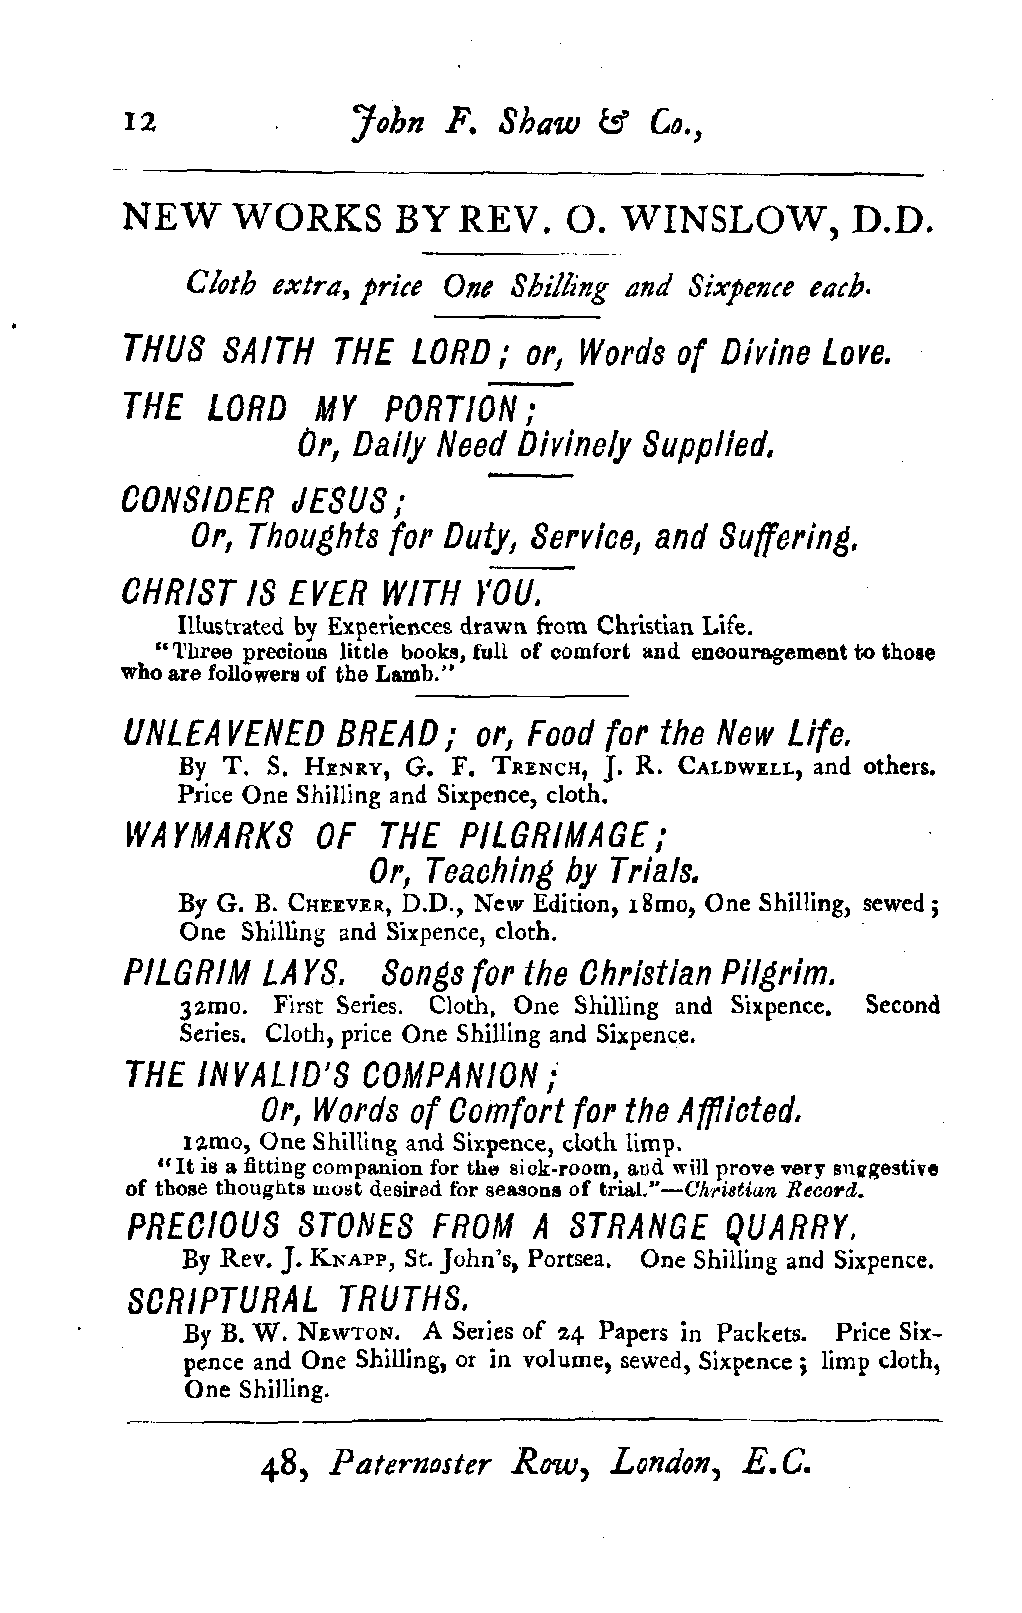 12 John F. Shaw & Co.,
NEW WORKS BY REV. O. WINSLOW, D.D.
Cloth extra, price One Shilling and Sixpence each.
THUS SAITH THE LORD; or, Words of Divine Love.
THE LORD MY PORTION;
Or, Daily Need Divinely Supplied.
CONSIDER JESUS;
Or, Thoughts for Duty, Service, and Suffering.
CHRIST IS EVER WITH YOU.
Illustrated by Experiences drawn from Christian Life.
"Three precious little books, full of comfort and encouragement to those
who are followers of the Lamb."
UNLEAVENED BREAD; or, Food for the New Life.
By T. S. HENRY, G. F. TRENCH, J. R. CALDWELL, and others.
Price One Shilling and Sixpence, cloth.
WAYMARKS OF THE PILGRIMAGE;
Or, Teaching by Trials.
By G. B. CHEEVER, D.D., New Edition, 18mo, One Shilling, sewed;
One Shilling and Sixpence, cloth.
PILGRIM LAYS. Songs for the Christian Pilgrim.
32mo. First Series. Cloth, One Shilling and Sixpence. Second
Series. Cloth, price One Shilling and Sixpence.
THE INVALID'S COMPANION;
Or, Words of Comfort for the Afflicted.
12mo, One Shilling and Sixpence, cloth limp.
"It is a fitting companion for the sick-room, and will prove very suggestive
of those thoughts most desired for seasons of trial."—Christian Record.
PRECIOUS STONES FROM A STRANGE QUARRY.
By Rev. J. KNAPP, St. John's, Portsea. One Shilling and Sixpence.
SCRIPTURAL TRUTHS.
By B. W. NEWTON. A Series of 24 Papers in Packets. Price Six-
pence and One Shilling, or in volume, sewed, Sixpence; limp cloth,
One Shilling.
48, Paternoster Row, London, E.C.